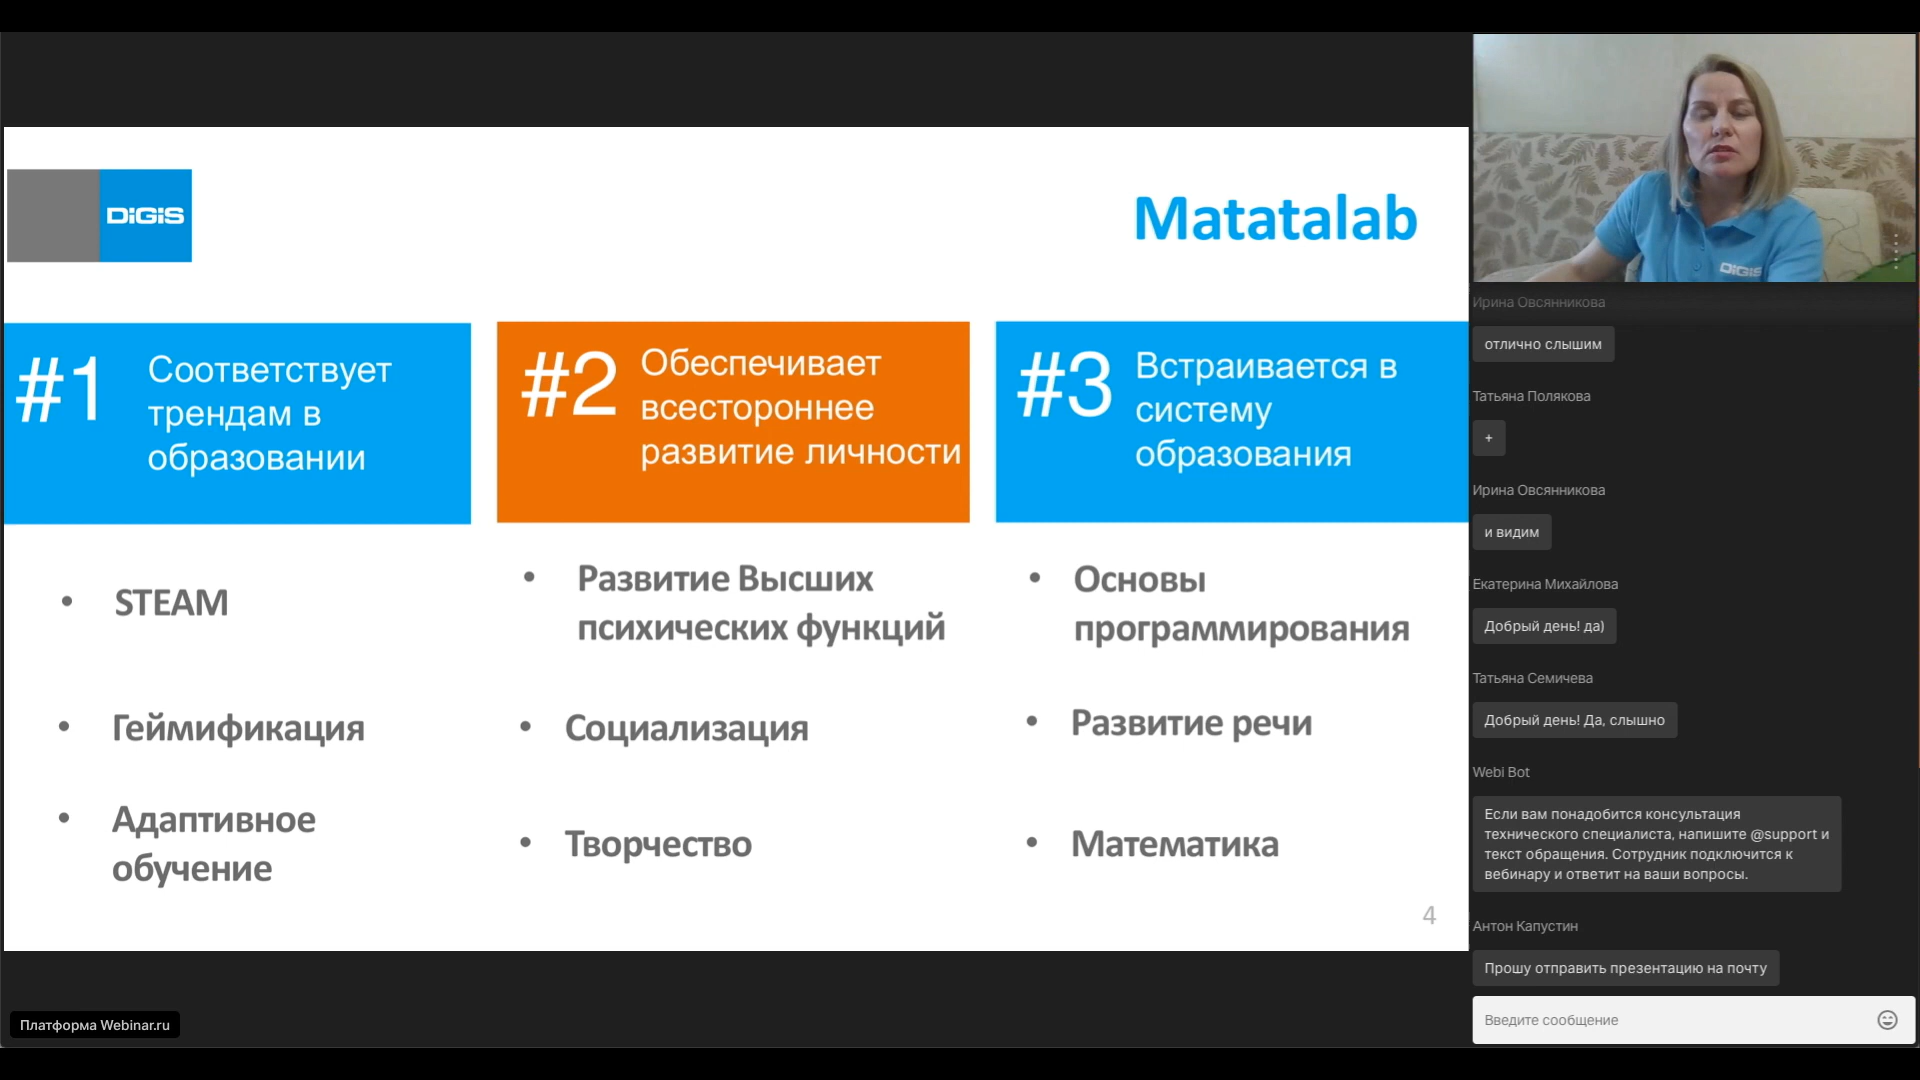 DiGiS
Matatalab
#1
Соответствует
трендам в
образовании
• STEAM
• Геймификация
• Адаптивное
обучение
#2
Обеспечивает
всестороннее
развитие личности
• Развитие Высших
психических функций
• Социализация
• Творчество
#3
Встраивается в
систему
образования
• Основы
программирования
• Развитие речи
• Математика
4
Платформа Webinar.ru
DiGiS
Ирина Овсянникова
отлично слышим
Татьяна Полякова
+
Ирина Овсянникова
и видим
Екатерина Михайлова
Добрый день! да)
Татьяна Семичева
Добрый день! Да, слышно
Webi Bot
Если вам понадобится консультация
технического специалиста, напишите @support и
текст обращения. Сотрудник подключится к
вебинару и ответит на ваши вопросы.
Антон Капустин
Прошу отправить презентацию на почту
Введите сообщение